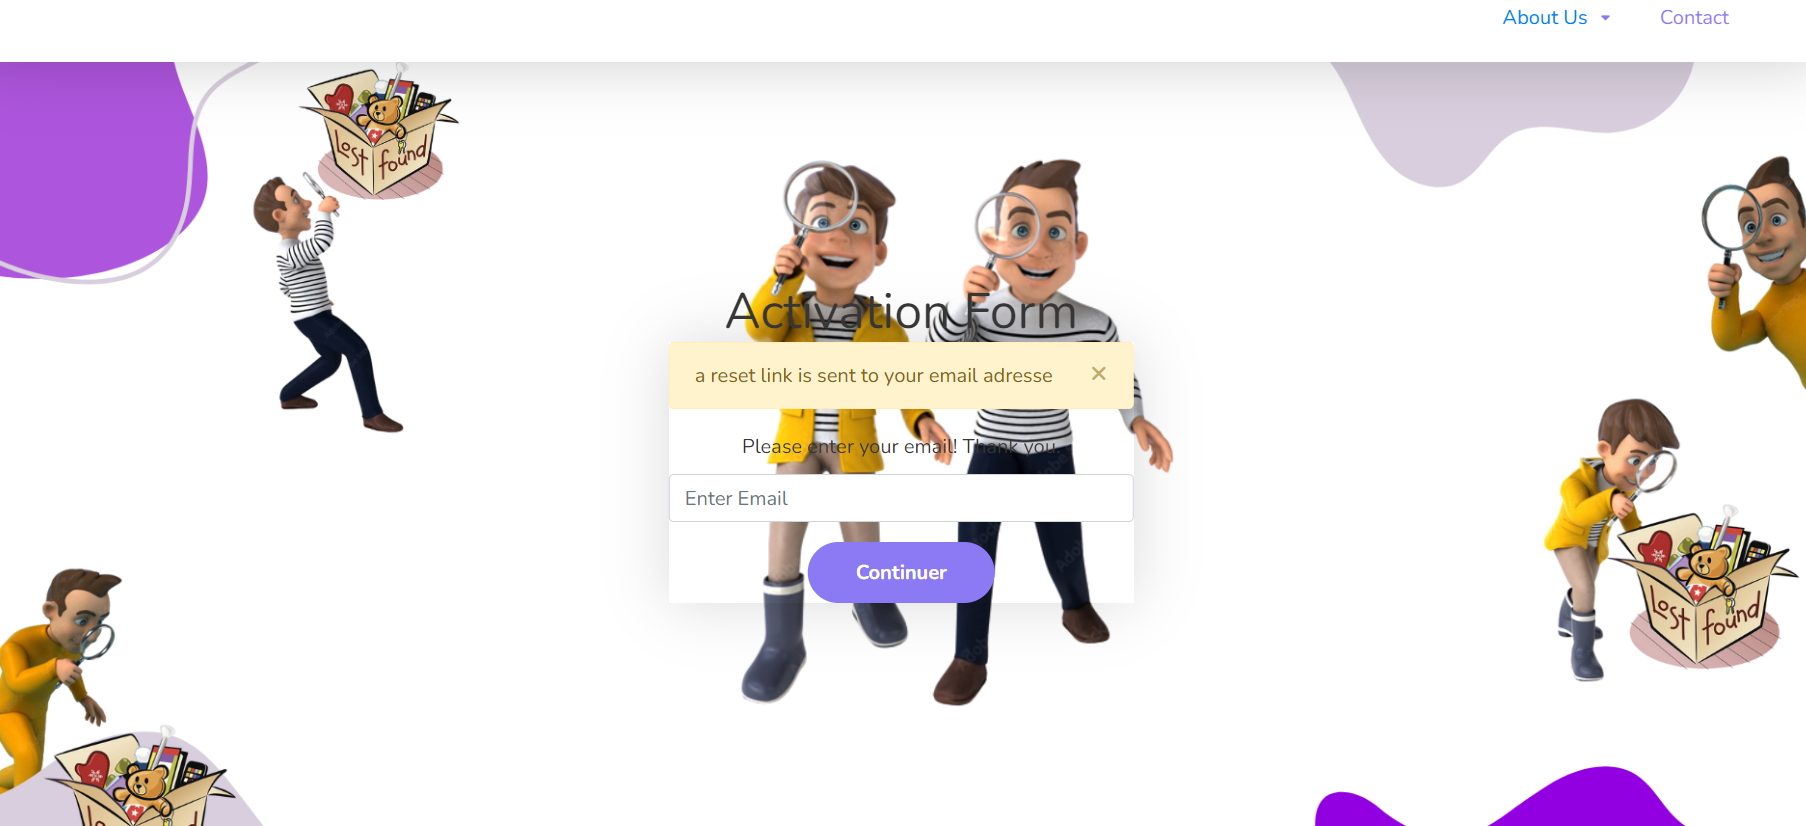 About Us
Contact
Lost found
Activation Form
a reset link is sent to your email adresse ×
Please enter your email! Thank you.
Enter Email
Continuer
Lost found
Lost found